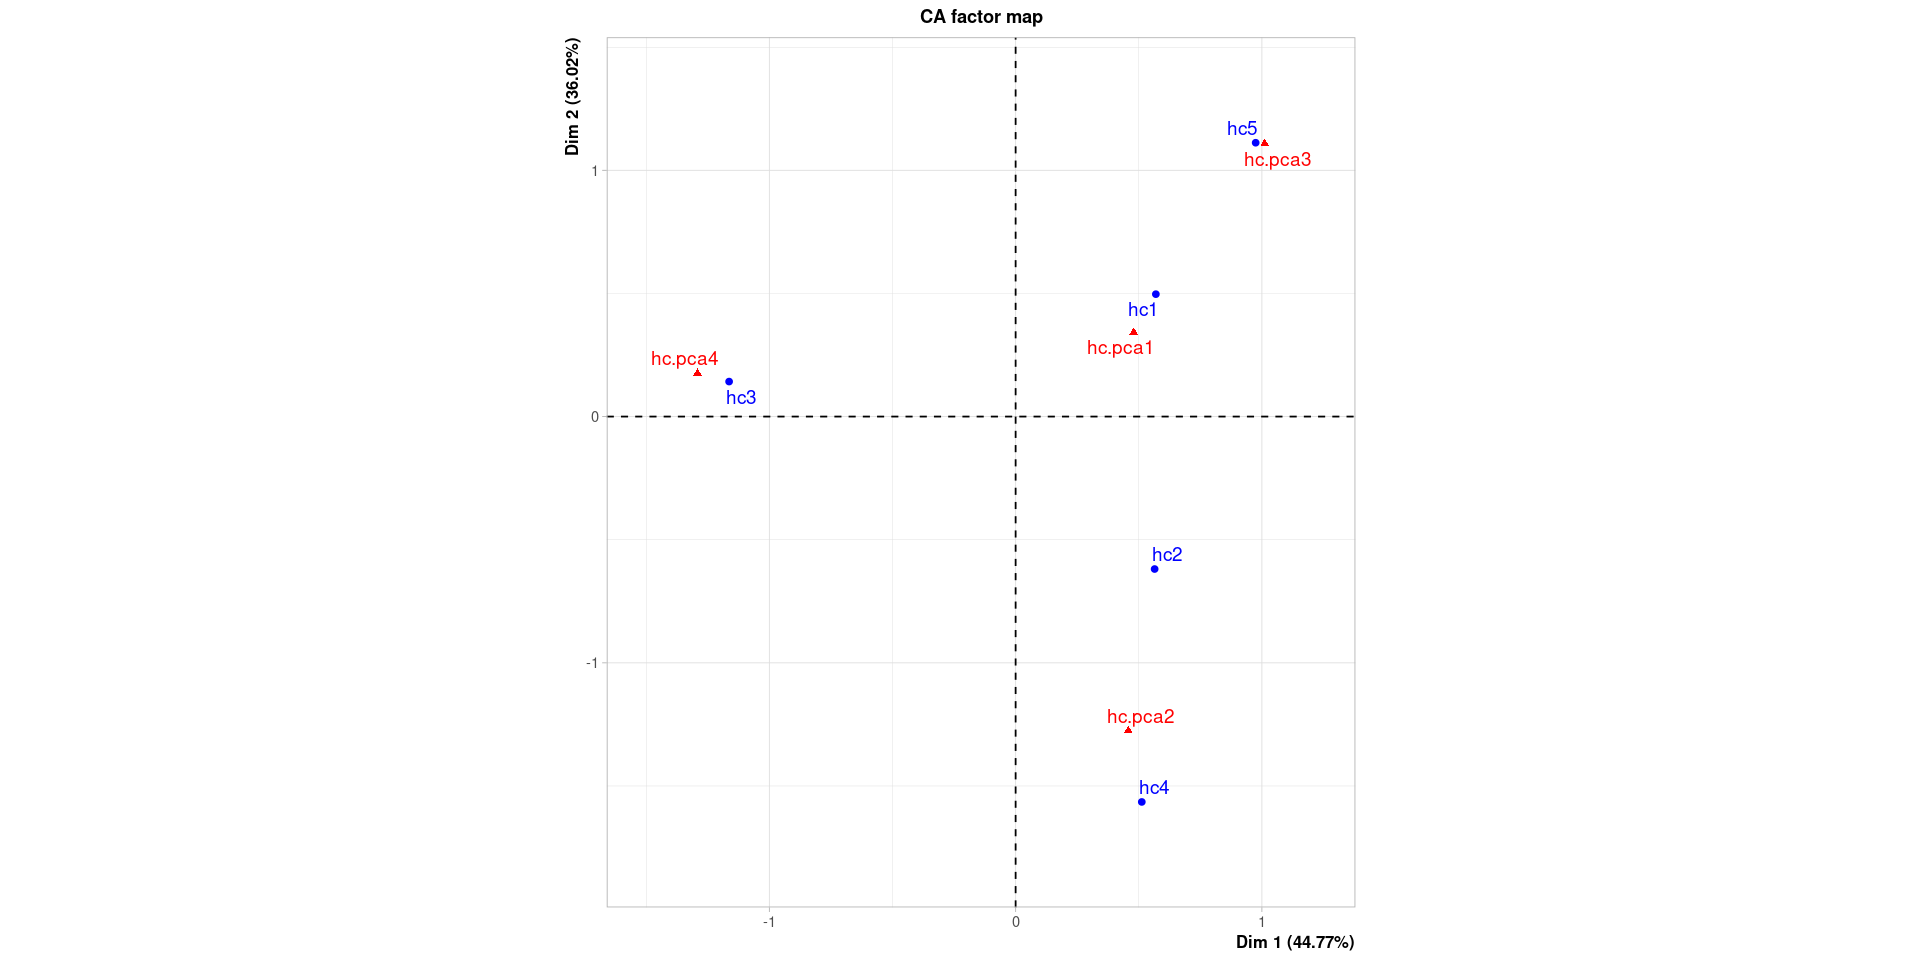 CA factor map
Dim 2 (36.02%)
hc5
hc.pca3
1
hc1
hc.pca1
hc.pca4
hc3
0
hc2
-1
hc.pca2
hc4
-1
0
1
Dim 1 (44.77%)